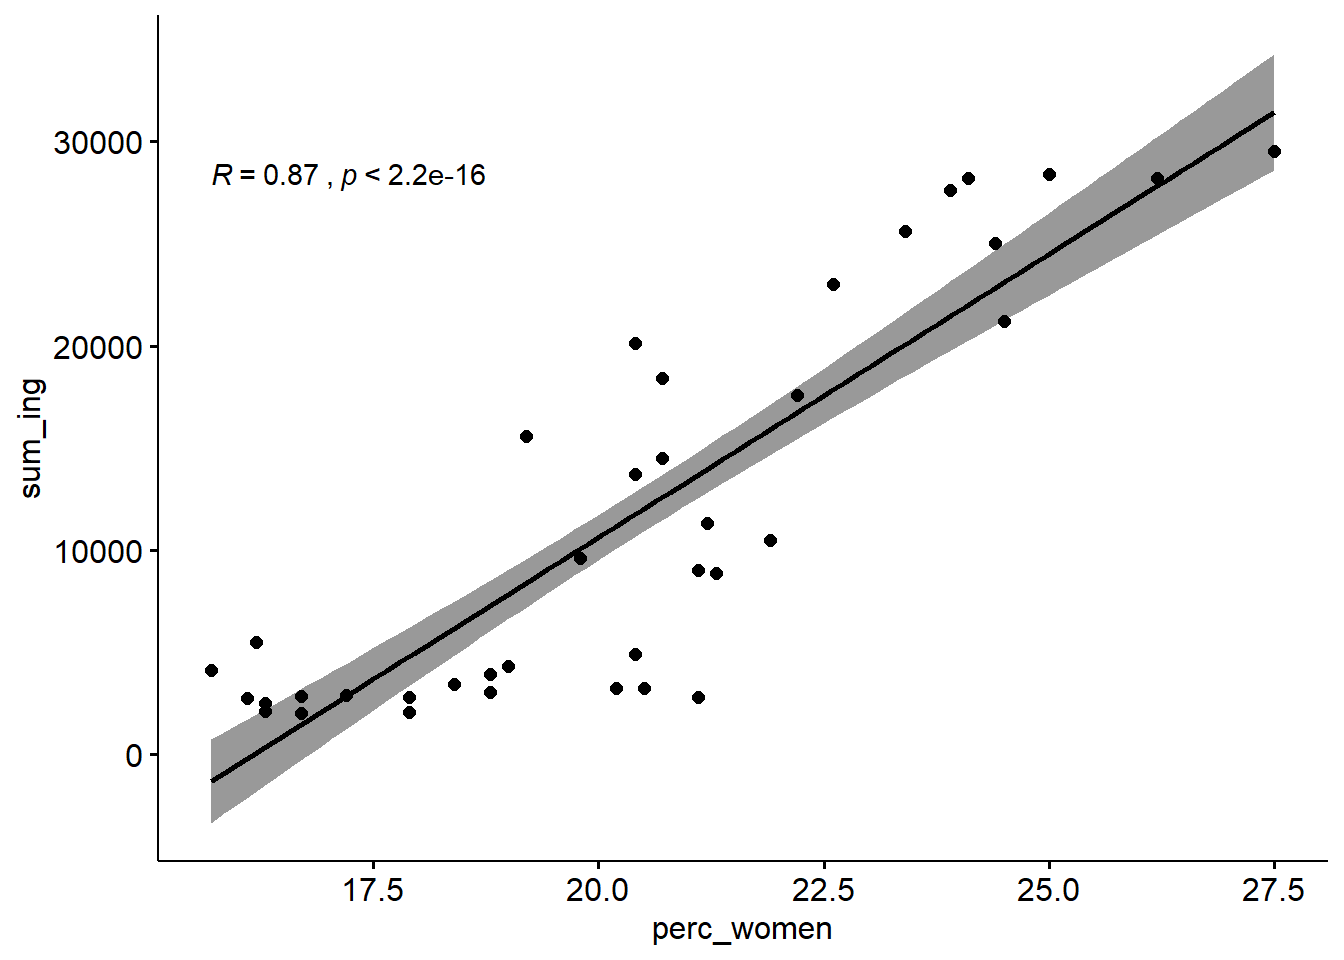 30000
R = 0.87 , p < 2.2e-16
20000
sum_ing
10000
0
17.5 20.0 22.5 25.0 27.5
perc_women